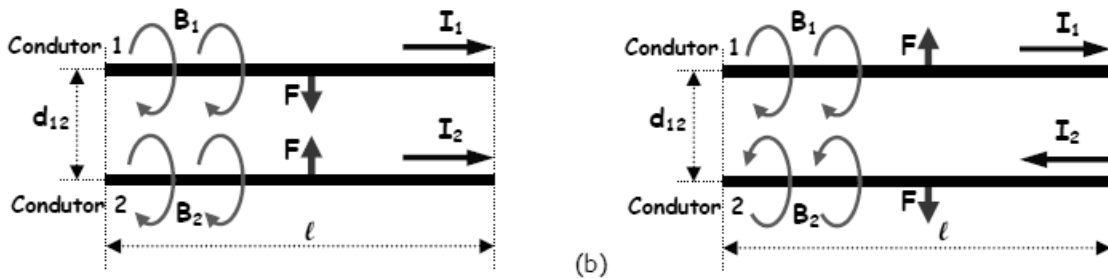 B₁ I₁
Condutor 1
F
d₁₂
F I₂
Condutor 2 B₂
ℓ
(b)
B₁ F I₁
Condutor 1
d₁₂
I₂
Condutor 2 B₂ F
ℓ